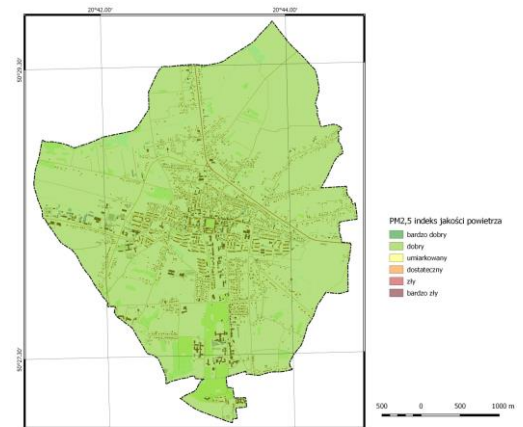 20°42.00'
20°44.00'
50°28.30'
50°27.30'
PM2,5 indeks jakości powietrza
bardzo dobry
dobry
umiarkowany
dostateczny
zły
bardzo zły
500 0 500 1000 m